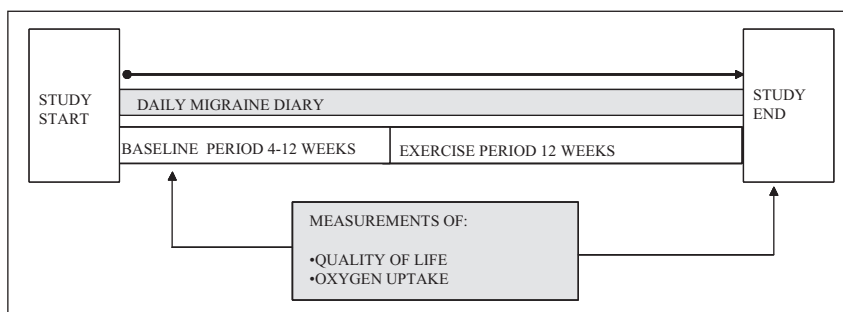 STUDY
START
DAILY MIGRAINE DIARY
BASELINE PERIOD 4-12 WEEKS
EXERCISE PERIOD 12 WEEKS
STUDY
END
MEASUREMENTS OF:
•QUALITY OF LIFE
•OXYGEN UPTAKE